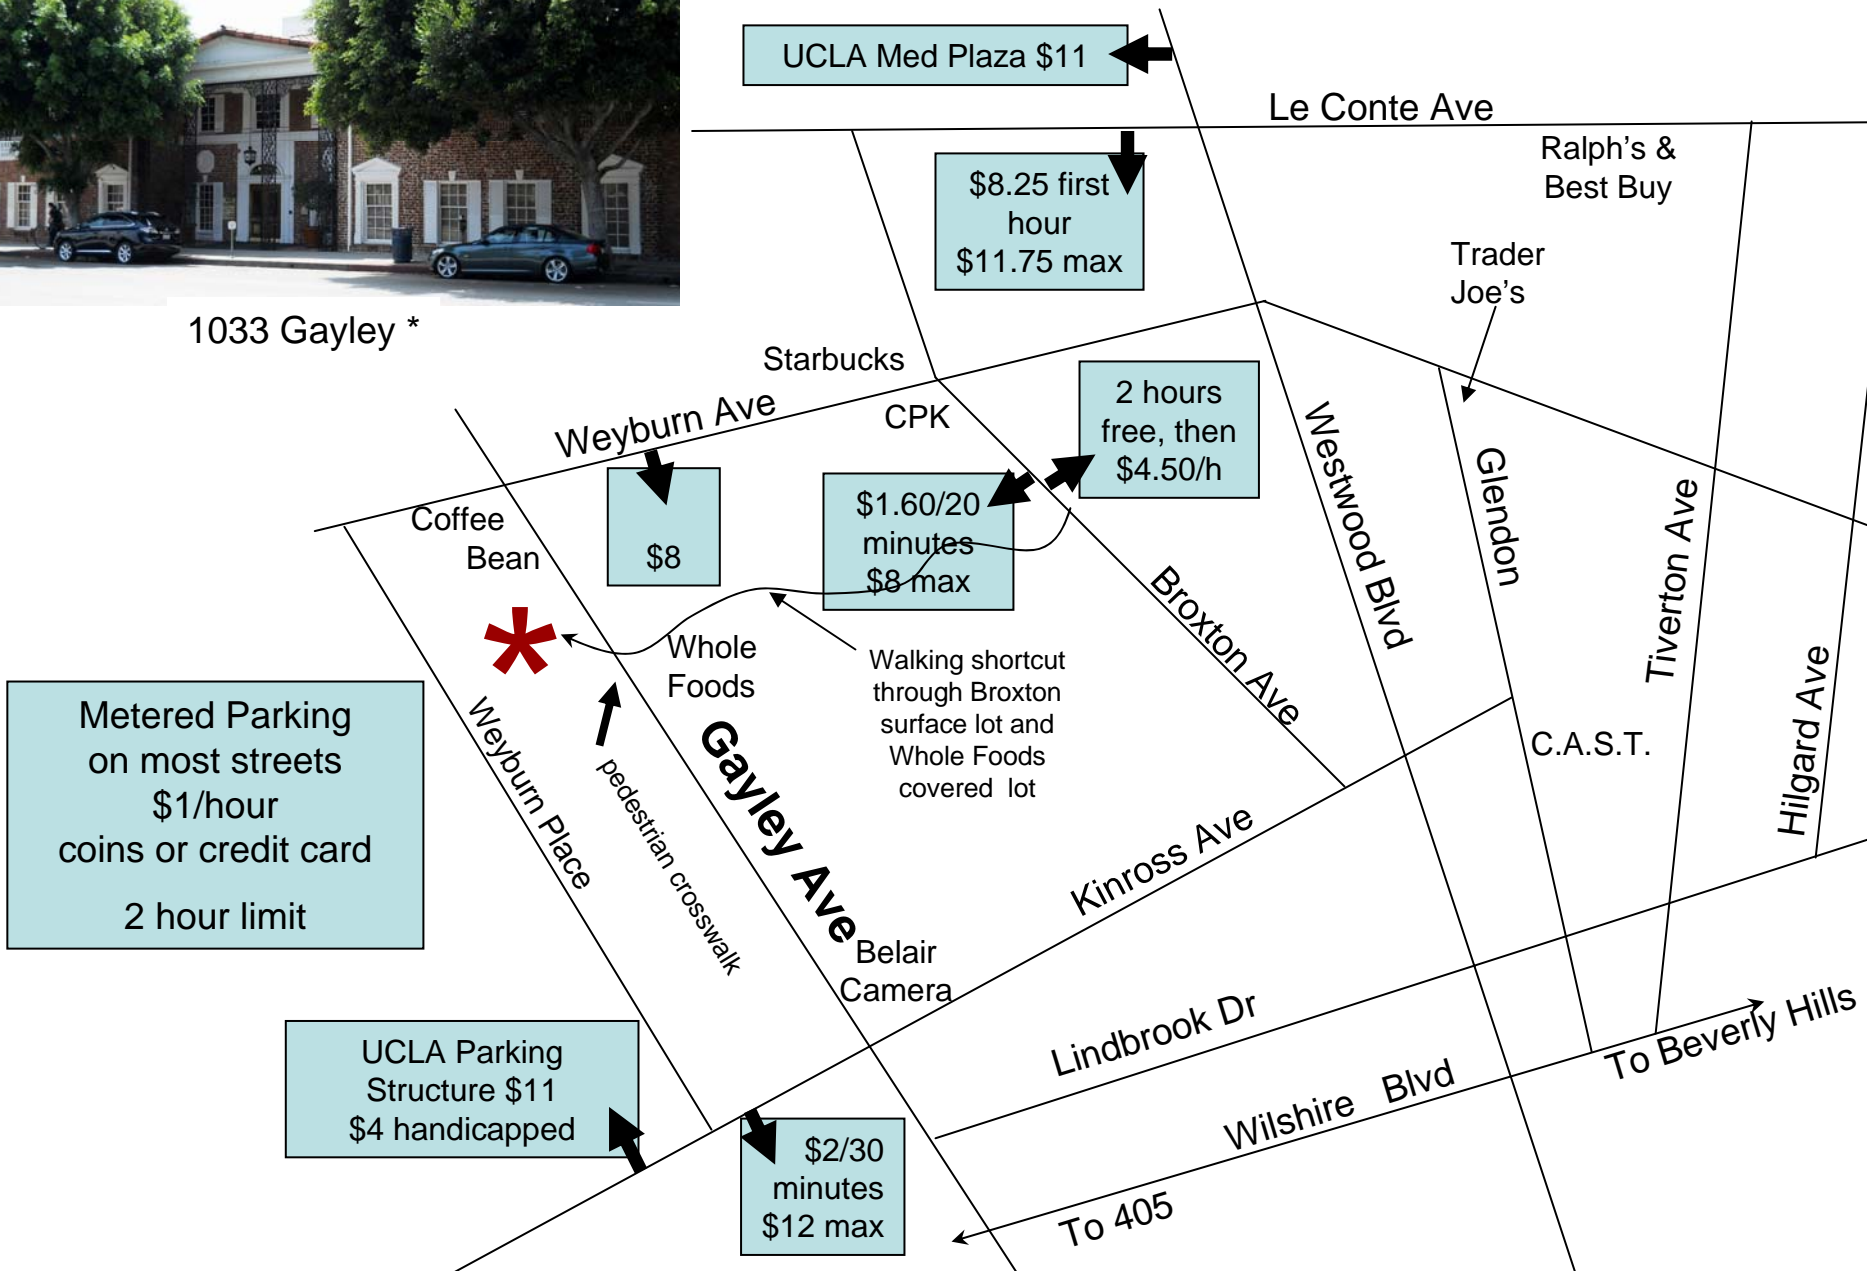 UCLA Med Plaza $11
Le Conte Ave
Ralph's &
Best Buy
$8.25 first
hour
$11.75 max
Trader
Joe's
1033 Gayley *
Starbucks
Weyburn Ave
CPK
2 hours
free, then
$4.50/h
Westwood Blvd
Glendon
Tiverton Ave
Hilgard Ave
Coffee
Bean
$8
$1.60/20
minutes
$8 max
Broxton Ave
*
Whole
Foods
Walking shortcut
through Broxton
surface lot and
Whole Foods
covered lot
C.A.S.T.
Metered Parking
on most streets
$1/hour
coins or credit card
2 hour limit
Weyburn Place
pedestrian crosswalk
Gayley Ave
Kinross Ave
Belair
Camera
Lindbrook Dr
To Beverly Hills
Wilshire Blvd
To 405
UCLA Parking
Structure $11
$4 handicapped
$2/30
minutes
$12 max